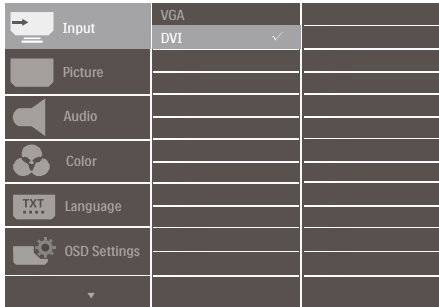 Input
VGA
DVI
Picture
Audio
Color
TXT
Language
OSD Settings